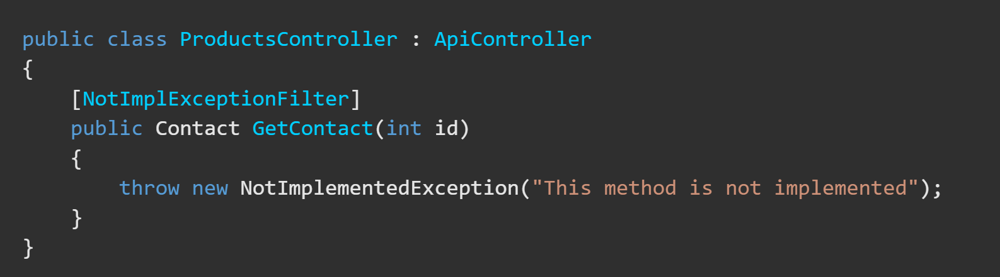 public class ProductsController : ApiController
{
    [NotImplExceptionFilter]
    public Contact GetContact(int id)
    {
        throw new NotImplementedException("This method is not implemented");
    }
}